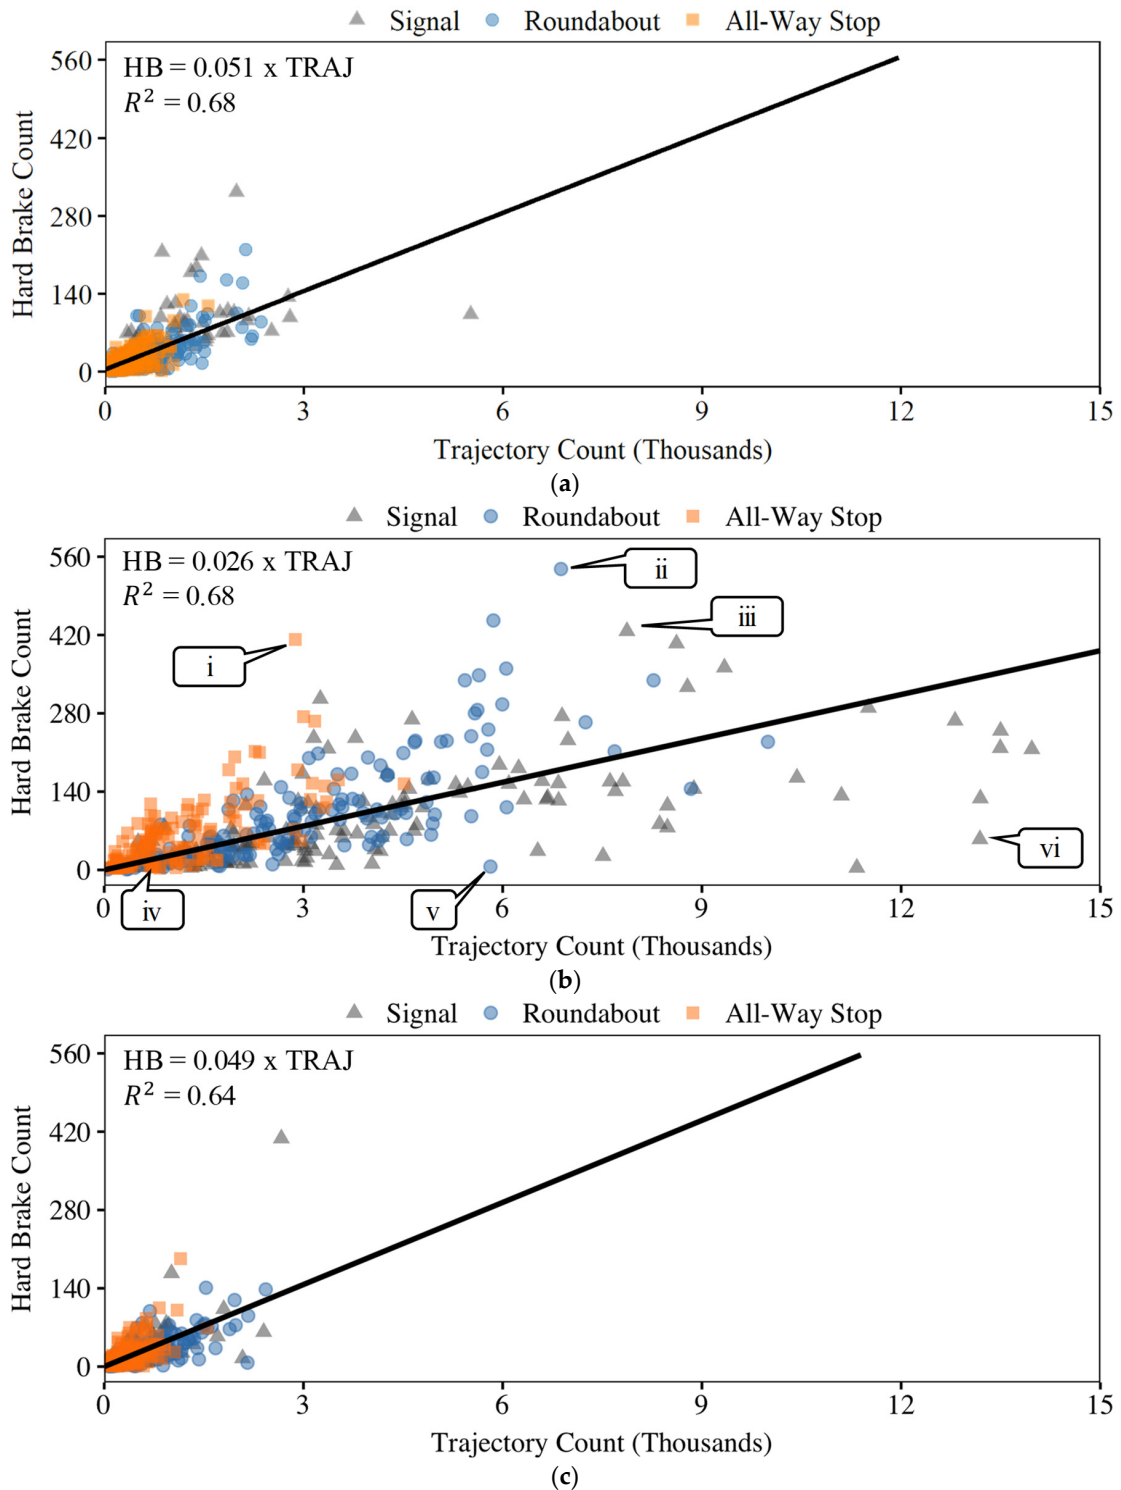 Signal Roundabout All-Way Stop
HB = 0.051 x TRAJ
R² = 0.68
Hard Brake Count
560
420
280
140
0
0 3 6 9 12 15
Trajectory Count (Thousands)
(a)
Signal Roundabout All-Way Stop
HB = 0.026 x TRAJ
R² = 0.68
Hard Brake Count
560
420
280
140
0
ii
iii
i
vi
iv
v
0 3 6 9 12 15
Trajectory Count (Thousands)
(b)
Signal Roundabout All-Way Stop
HB = 0.049 x TRAJ
R² = 0.64
Hard Brake Count
560
420
280
140
0
0 3 6 9 12 15
Trajectory Count (Thousands)
(c)